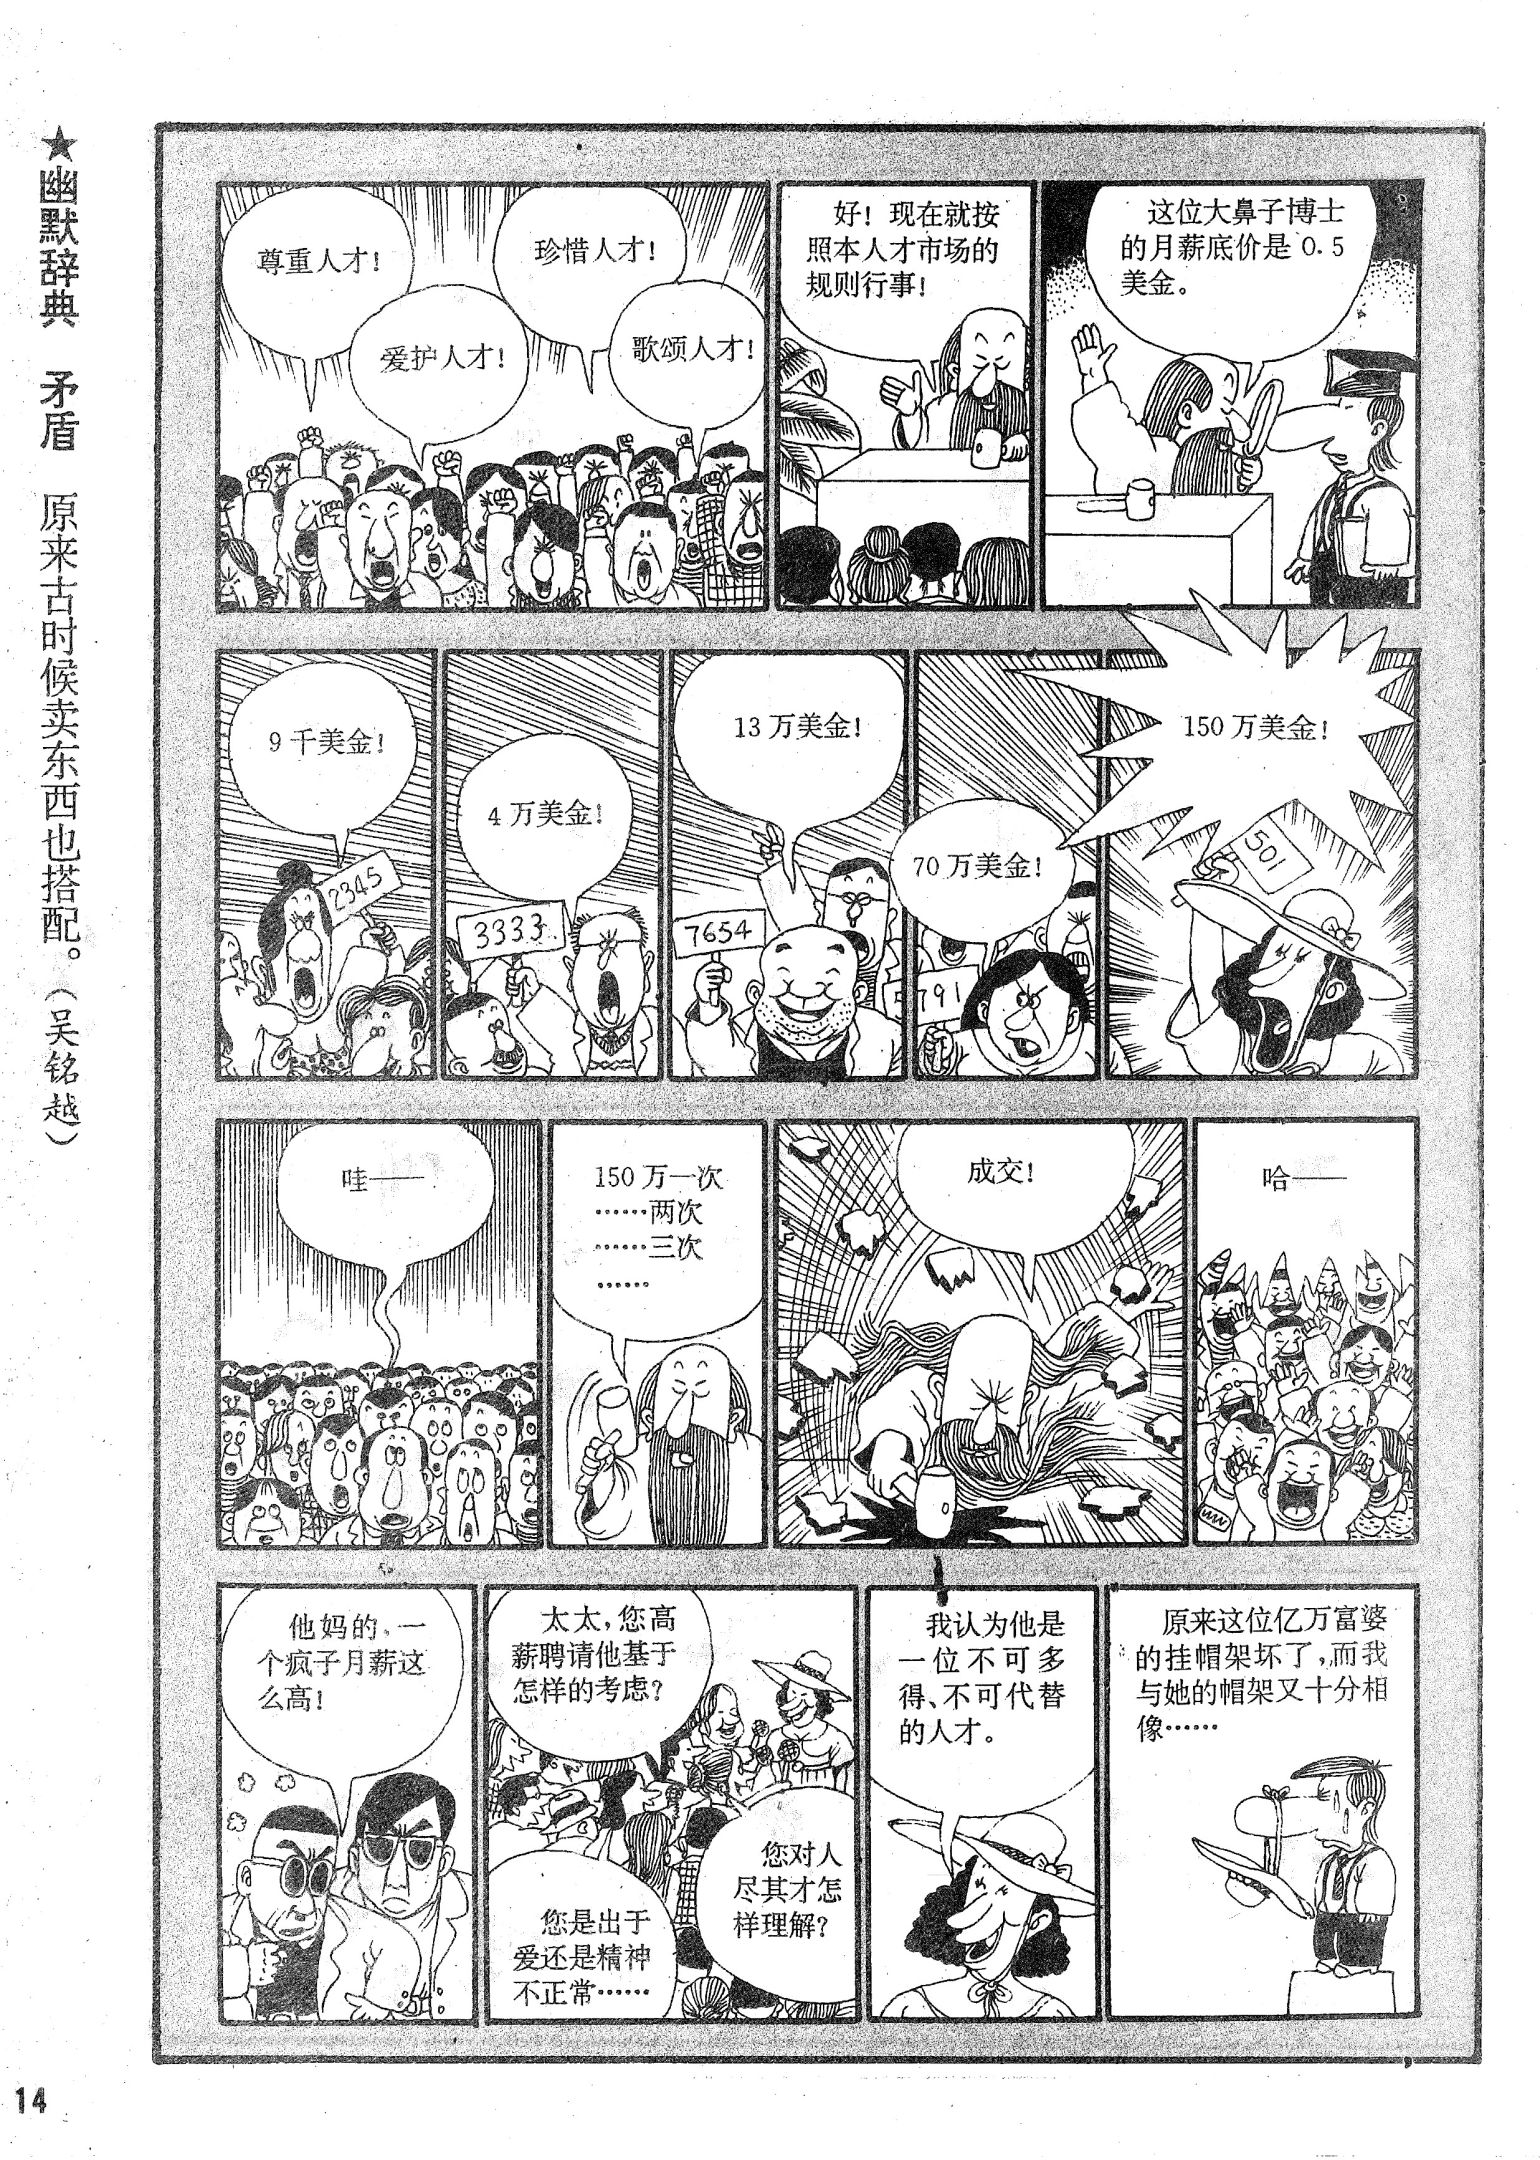 ★幽默辞典 矛盾 原来古时候卖东西也搭配。（吴铭越）
尊重人才！
珍惜人才！
爱护人才！
歌颂人才！
好！现在就按
照本人才市场的
规则行事！
这位大鼻子博士
的月薪底价是0.5
美金。
9千美金！
2345
4万美金！
3333
13万美金！
7654
70万美金！
791
150万美金！
501
哇——
150万一次
……两次
……三次
……
成交！
哈——
他妈的，一
个疯子月薪这
么高！
太太，您高
薪聘请他基于
怎样的考虑？
您对人
尽其才怎
样理解？
您是出于
爱还是精神
不正常……
我认为他是
一位不可多
得、不可代替
的人才。
原来这位亿万富婆
的挂帽架坏了，而我
与她的帽架又十分相
像……
14